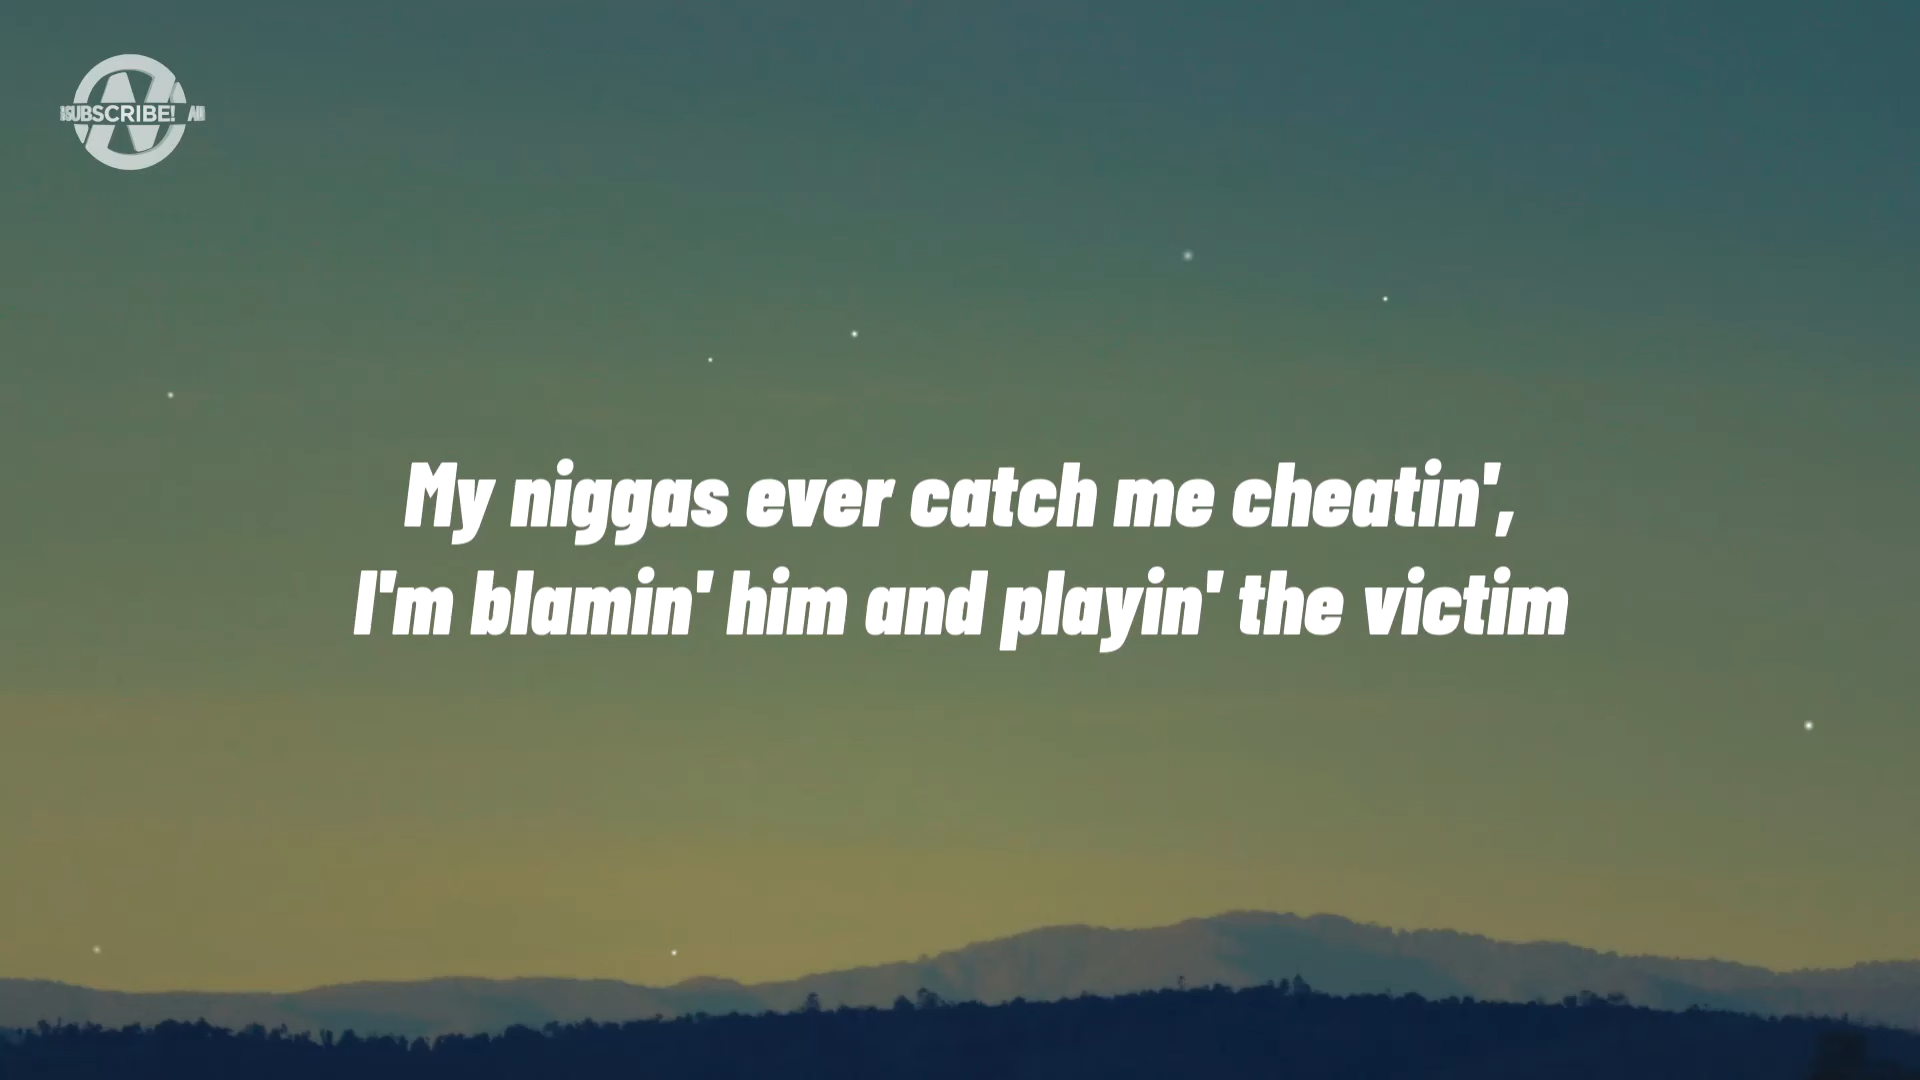 SUBSCRIBE!
My niggas ever catch me cheatin',
I'm blamin' him and playin' the victim